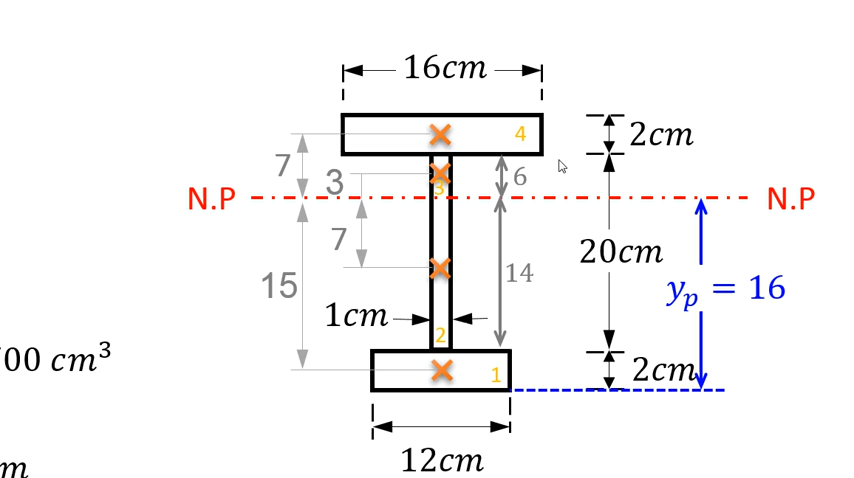 16cm
4
2cm
7
3
3
6
N.P
N.P
7
20cm
15
14
y_p = 16
1cm
2
00 cm³
1
2cm
12cm
m